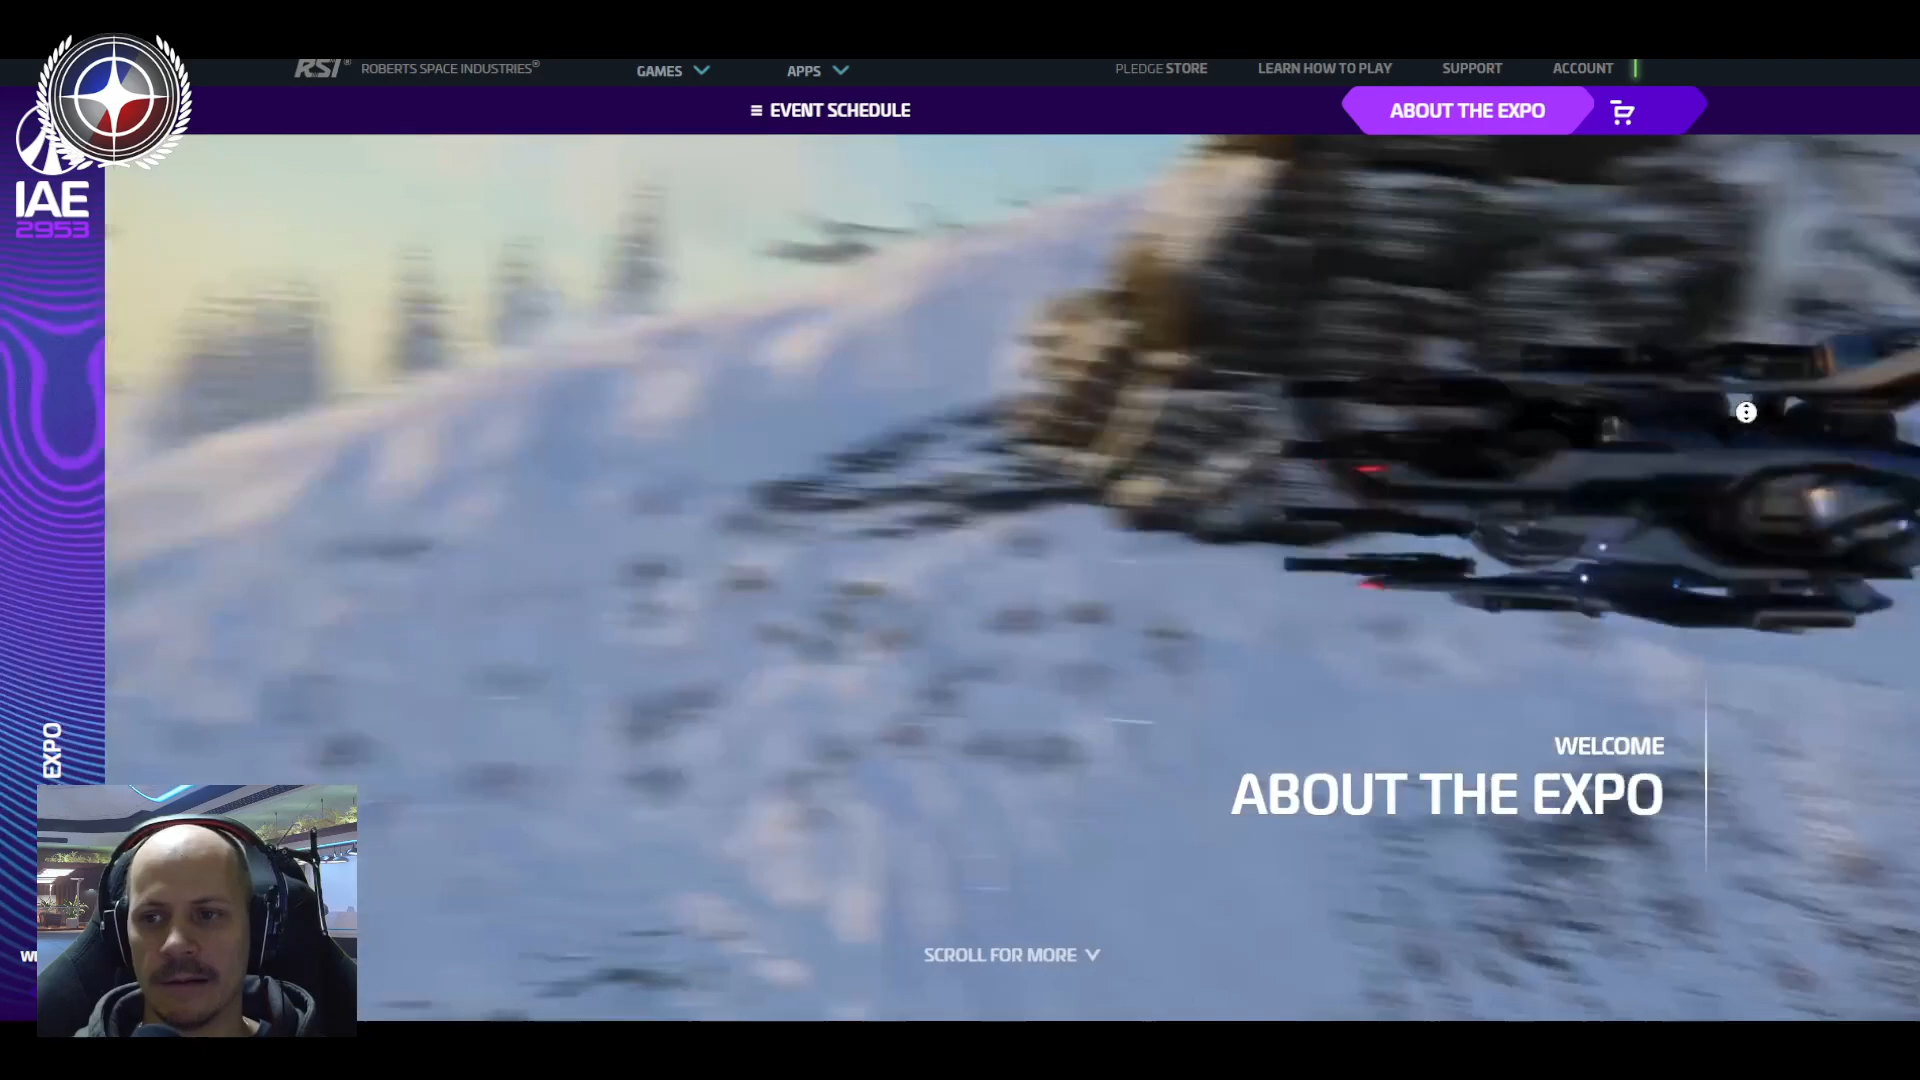 RSI® ROBERTS SPACE INDUSTRIES®
GAMES
APPS
PLEDGE STORE
LEARN HOW TO PLAY
SUPPORT
ACCOUNT
≡ EVENT SCHEDULE
ABOUT THE EXPO
IAE
2953
EXPO
WELCOME
ABOUT THE EXPO
SCROLL FOR MORE